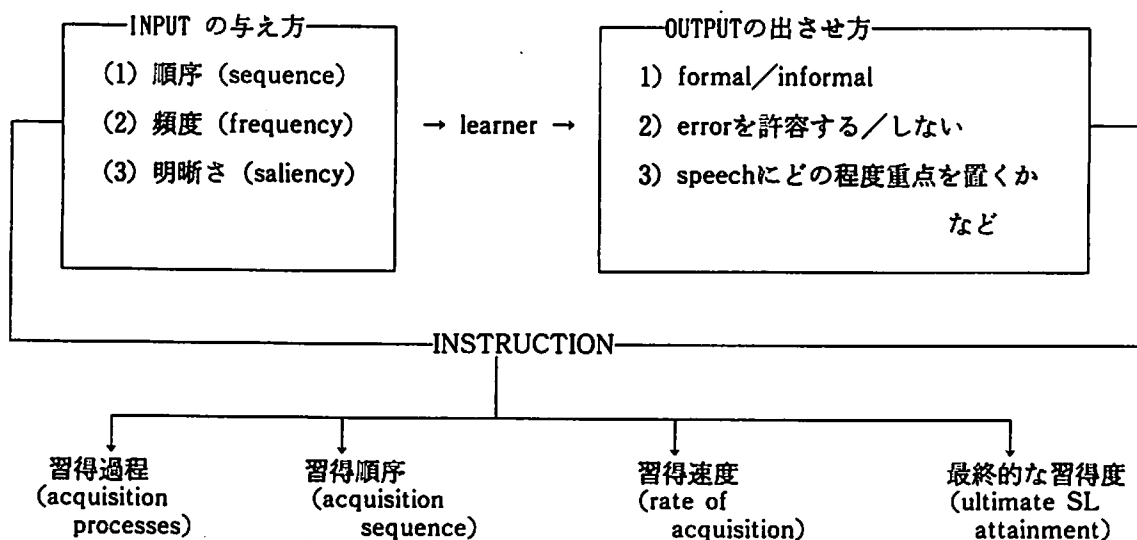 INPUT の与え方
(1) 順序 (sequence)
(2) 頻度 (frequency)
(3) 明晰さ (saliency)
→ learner →
OUTPUTの出させ方
1) formal/informal
2) errorを許容する/しない
3) speechにどの程度重点を置くか
など
INSTRUCTION
習得過程
(acquisition
processes)
習得順序
(acquisition
sequence)
習得速度
(rate of
acquisition)
最終的な習得度
(ultimate SL
attainment)